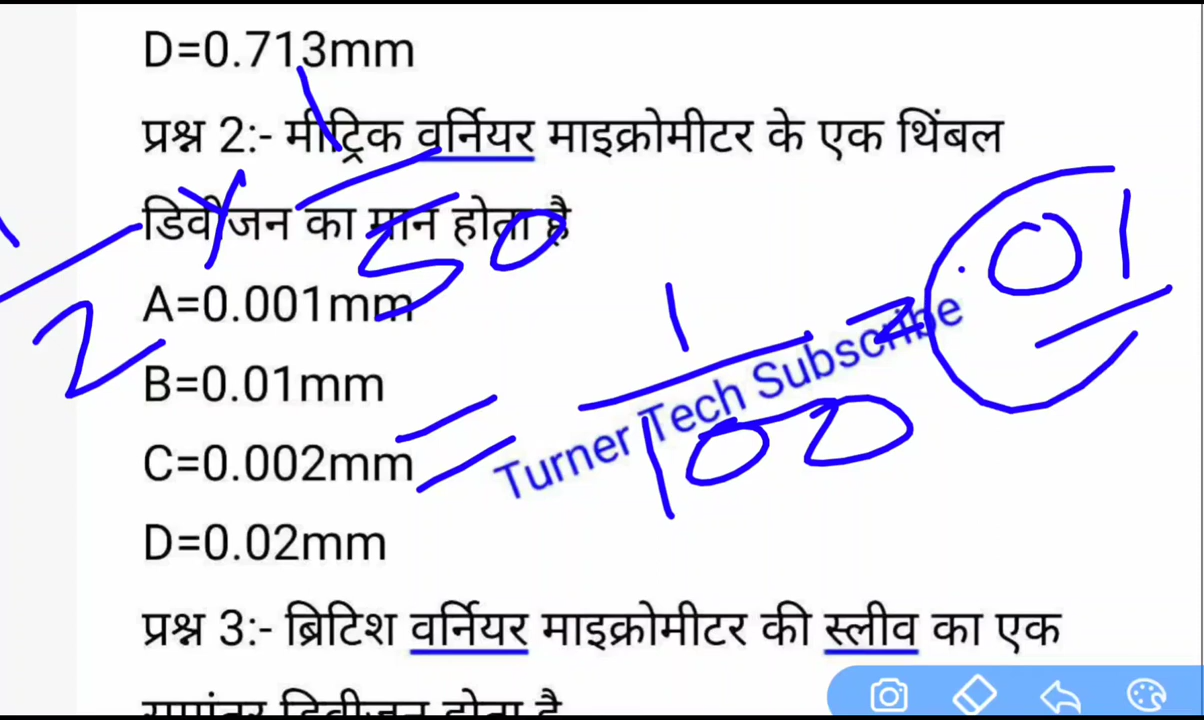 D=0.713mm
प्रश्न 2:- मीट्रिक वर्नियर माइक्रोमीटर के एक थिंबल
डिवीजन का मान होता है
A=0.001mm
B=0.01mm
C=0.002mm
D=0.02mm
Turner Tech Subscribe
1/2 × 1/50 = 1/100 = .01
प्रश्न 3:- ब्रिटिश वर्नियर माइक्रोमीटर की स्लीव का एक